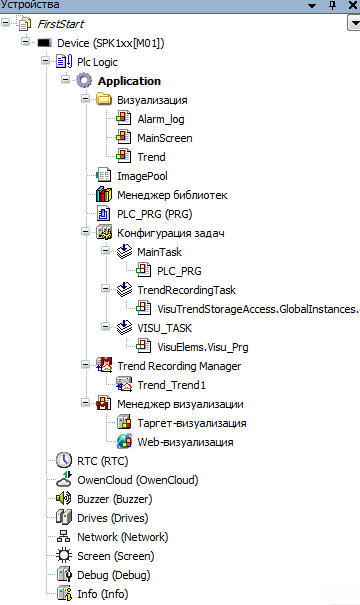 Устройства
FirstStart
Device (SPK1xx[M01])
Plc Logic
Application
Визуализация
Alarm_log
MainScreen
Trend
ImagePool
Менеджер библиотек
PLC_PRG (PRG)
Конфигурация задач
MainTask
PLC_PRG
TrendRecordingTask
VisuTrendStorageAccess.GlobalInstances.
VISU_TASK
VisuElems.Visu_Prg
Trend Recording Manager
Trend_Trend1
Менеджер визуализации
Таргет-визуализация
Web-визуализация
RTC (RTC)
OwenCloud (OwenCloud)
Buzzer (Buzzer)
Drives (Drives)
Network (Network)
Screen (Screen)
Debug (Debug)
Info (Info)